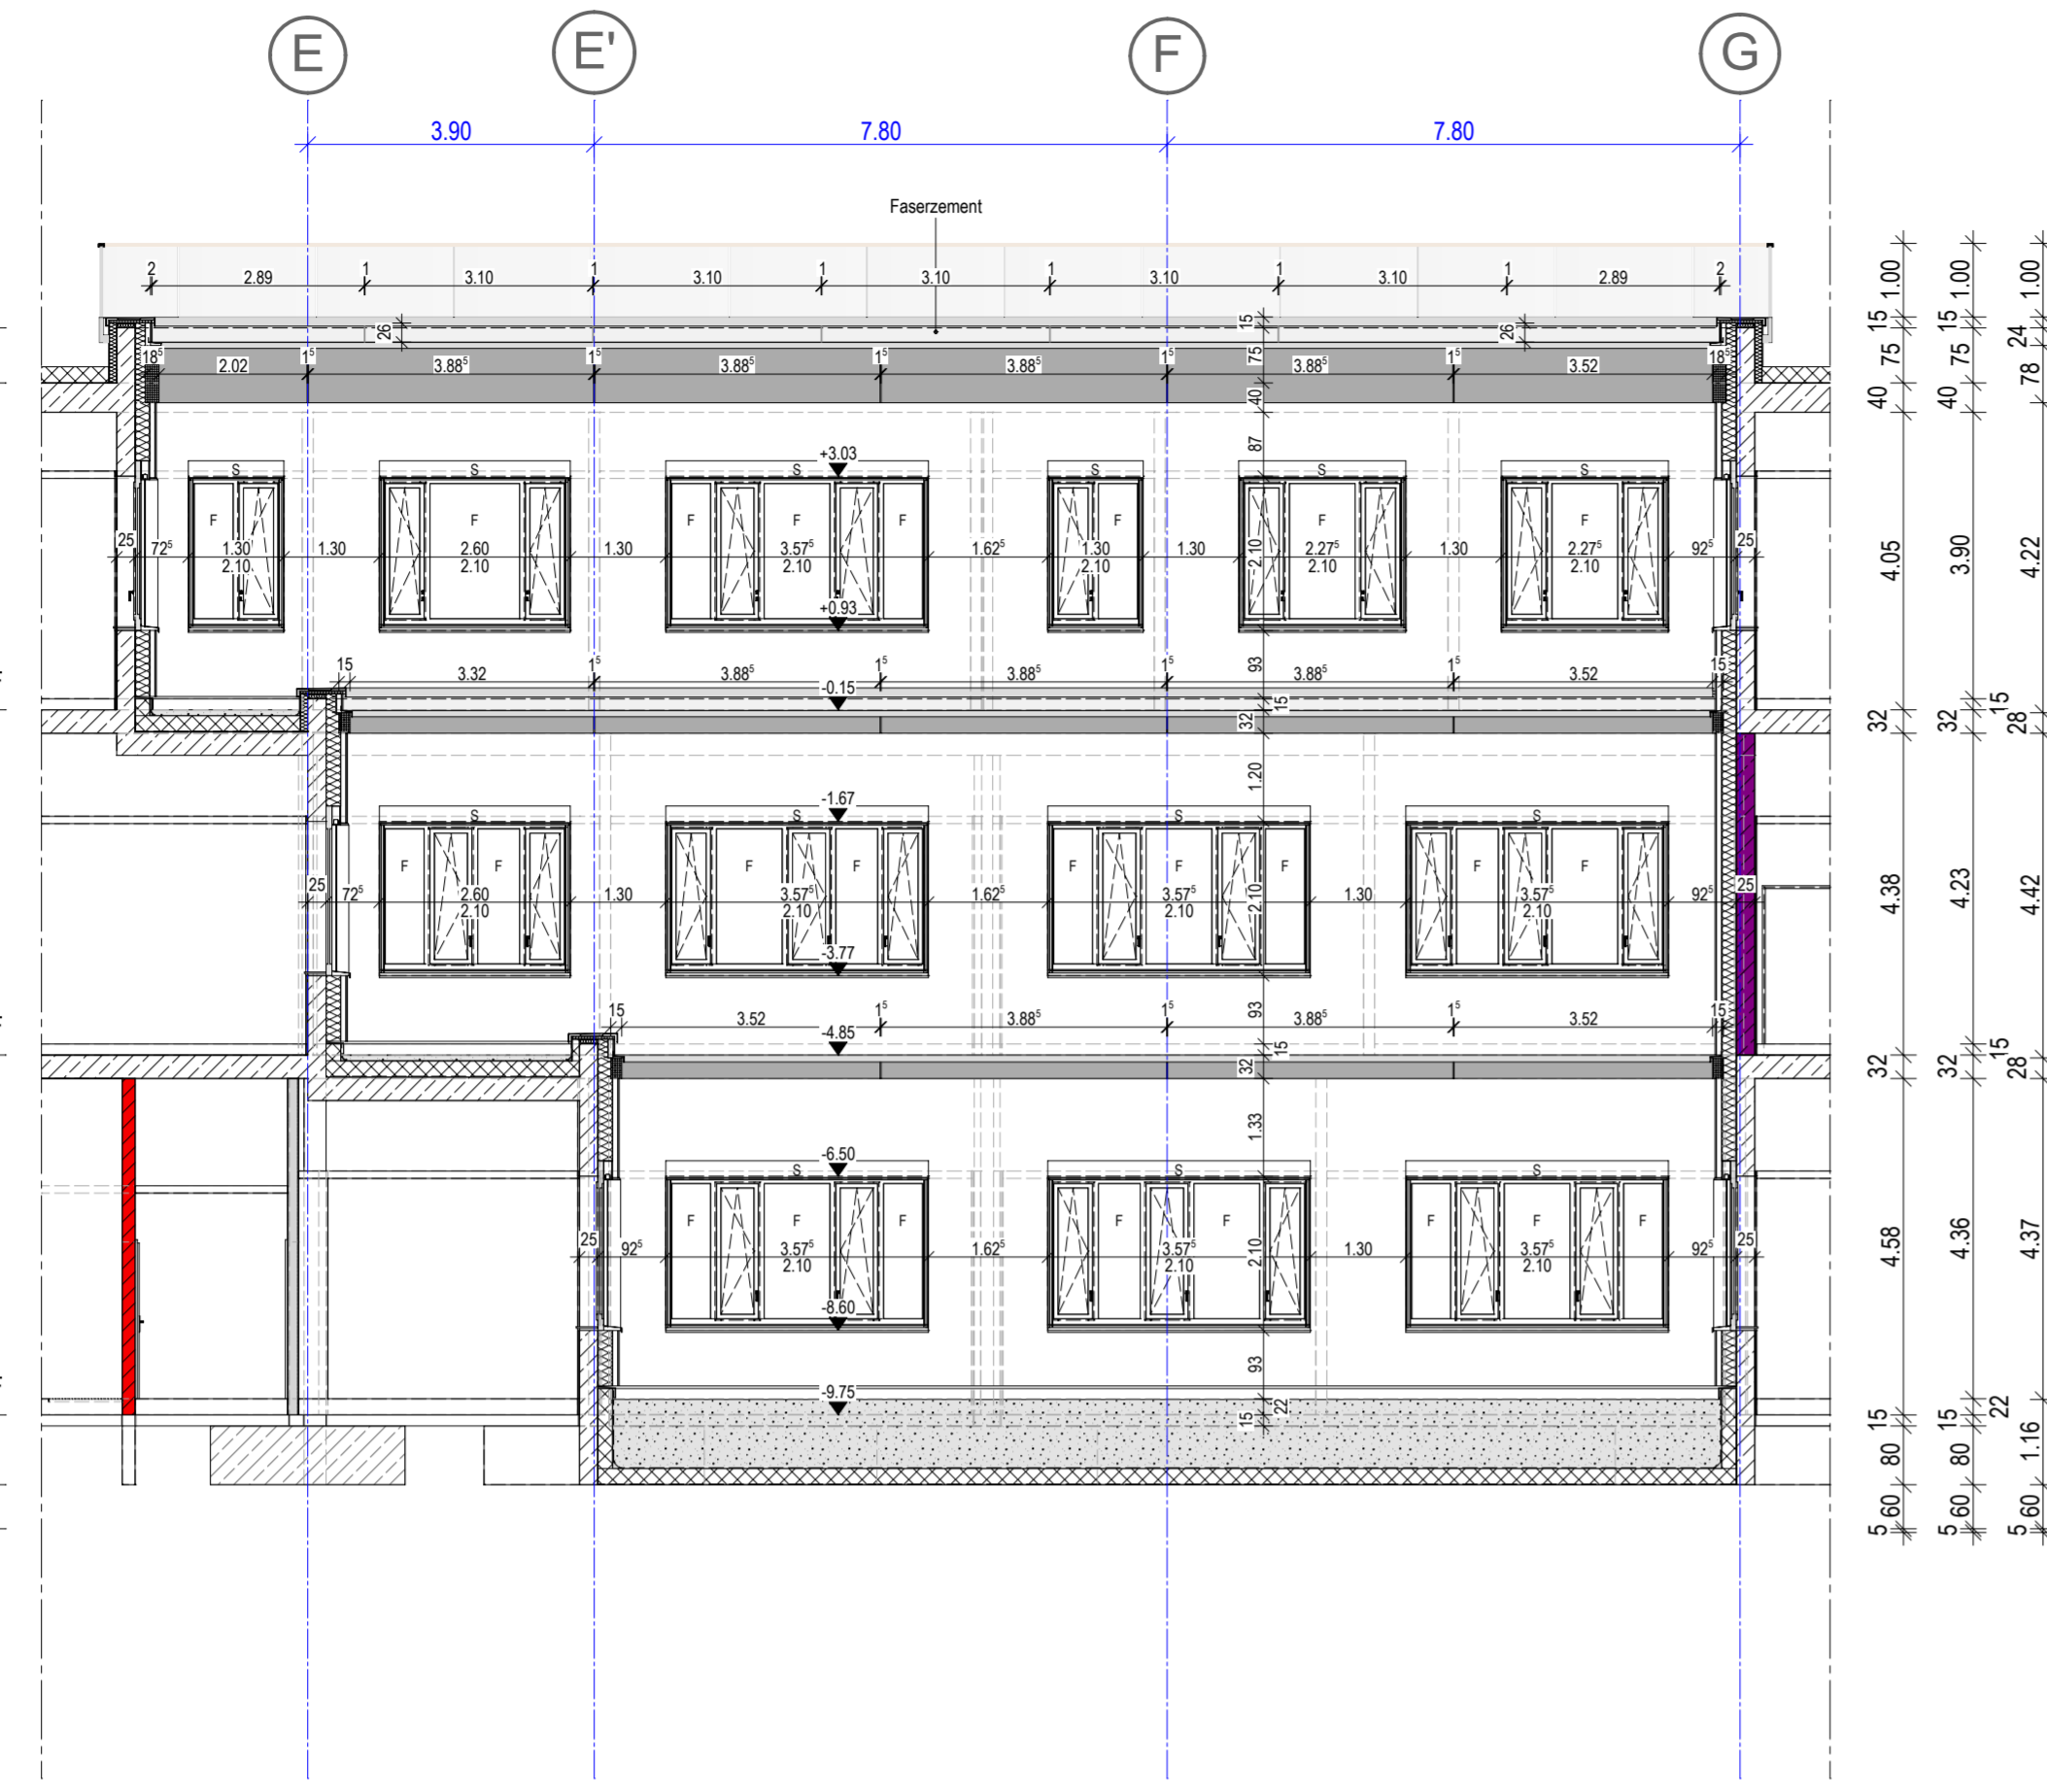 E E' F G
3.90 7.80 7.80
Faserzement
2 2.89 1 3.10 1 3.10 1 3.10 1 3.10 1 3.10 1 2.89 2
26 15 26
18⁵ 2.02 1⁵ 3.88⁵ 1⁵ 3.88⁵ 1⁵ 3.88⁵ 1⁵ 3.88⁵ 1⁵ 3.52 18⁵
75
40
87
+3.03
S S S S S S
F F F F F F F F
25 72⁵ 1.30 1.30 2.60 1.30 3.57⁵ 1.62⁵ 1.30 1.30 2.27⁵ 1.30 2.27⁵ 92⁵ 25
2.10 2.10 2.10 2.10 2.10 2.10 2.10
+0.93
93
15 3.32 1⁵ 3.88⁵ 1⁵ 3.88⁵ 1⁵ 3.88⁵ 1⁵ 3.52 15
-0.15
15
32
1.20
-1.67
S S S S
F F F F F F F F F
25 72⁵ 2.60 1.30 3.57⁵ 1.62⁵ 3.57⁵ 1.30 3.57⁵ 92⁵ 25
2.10 2.10 2.10 2.10 2.10
-3.77
93
15 3.52 1⁵ 3.88⁵ 1⁵ 3.88⁵ 1⁵ 3.52 15
-4.85
15
32
1.33
-6.50
S S S
F F F F F F F F
25 92⁵ 3.57⁵ 1.62⁵ 3.57⁵ 1.30 3.57⁵ 92⁵ 25
2.10 2.10 2.10 2.10
-8.60
93
-9.75
22
15
1.00 15 75 40 4.05 32 4.38 32 4.58 15 80 60 5
1.00 15 75 40 3.90 15 32 4.23 15 32 4.36 22 15 80 60 5
1.00 24 78 4.22 28 4.42 28 4.37 1.16 60 5